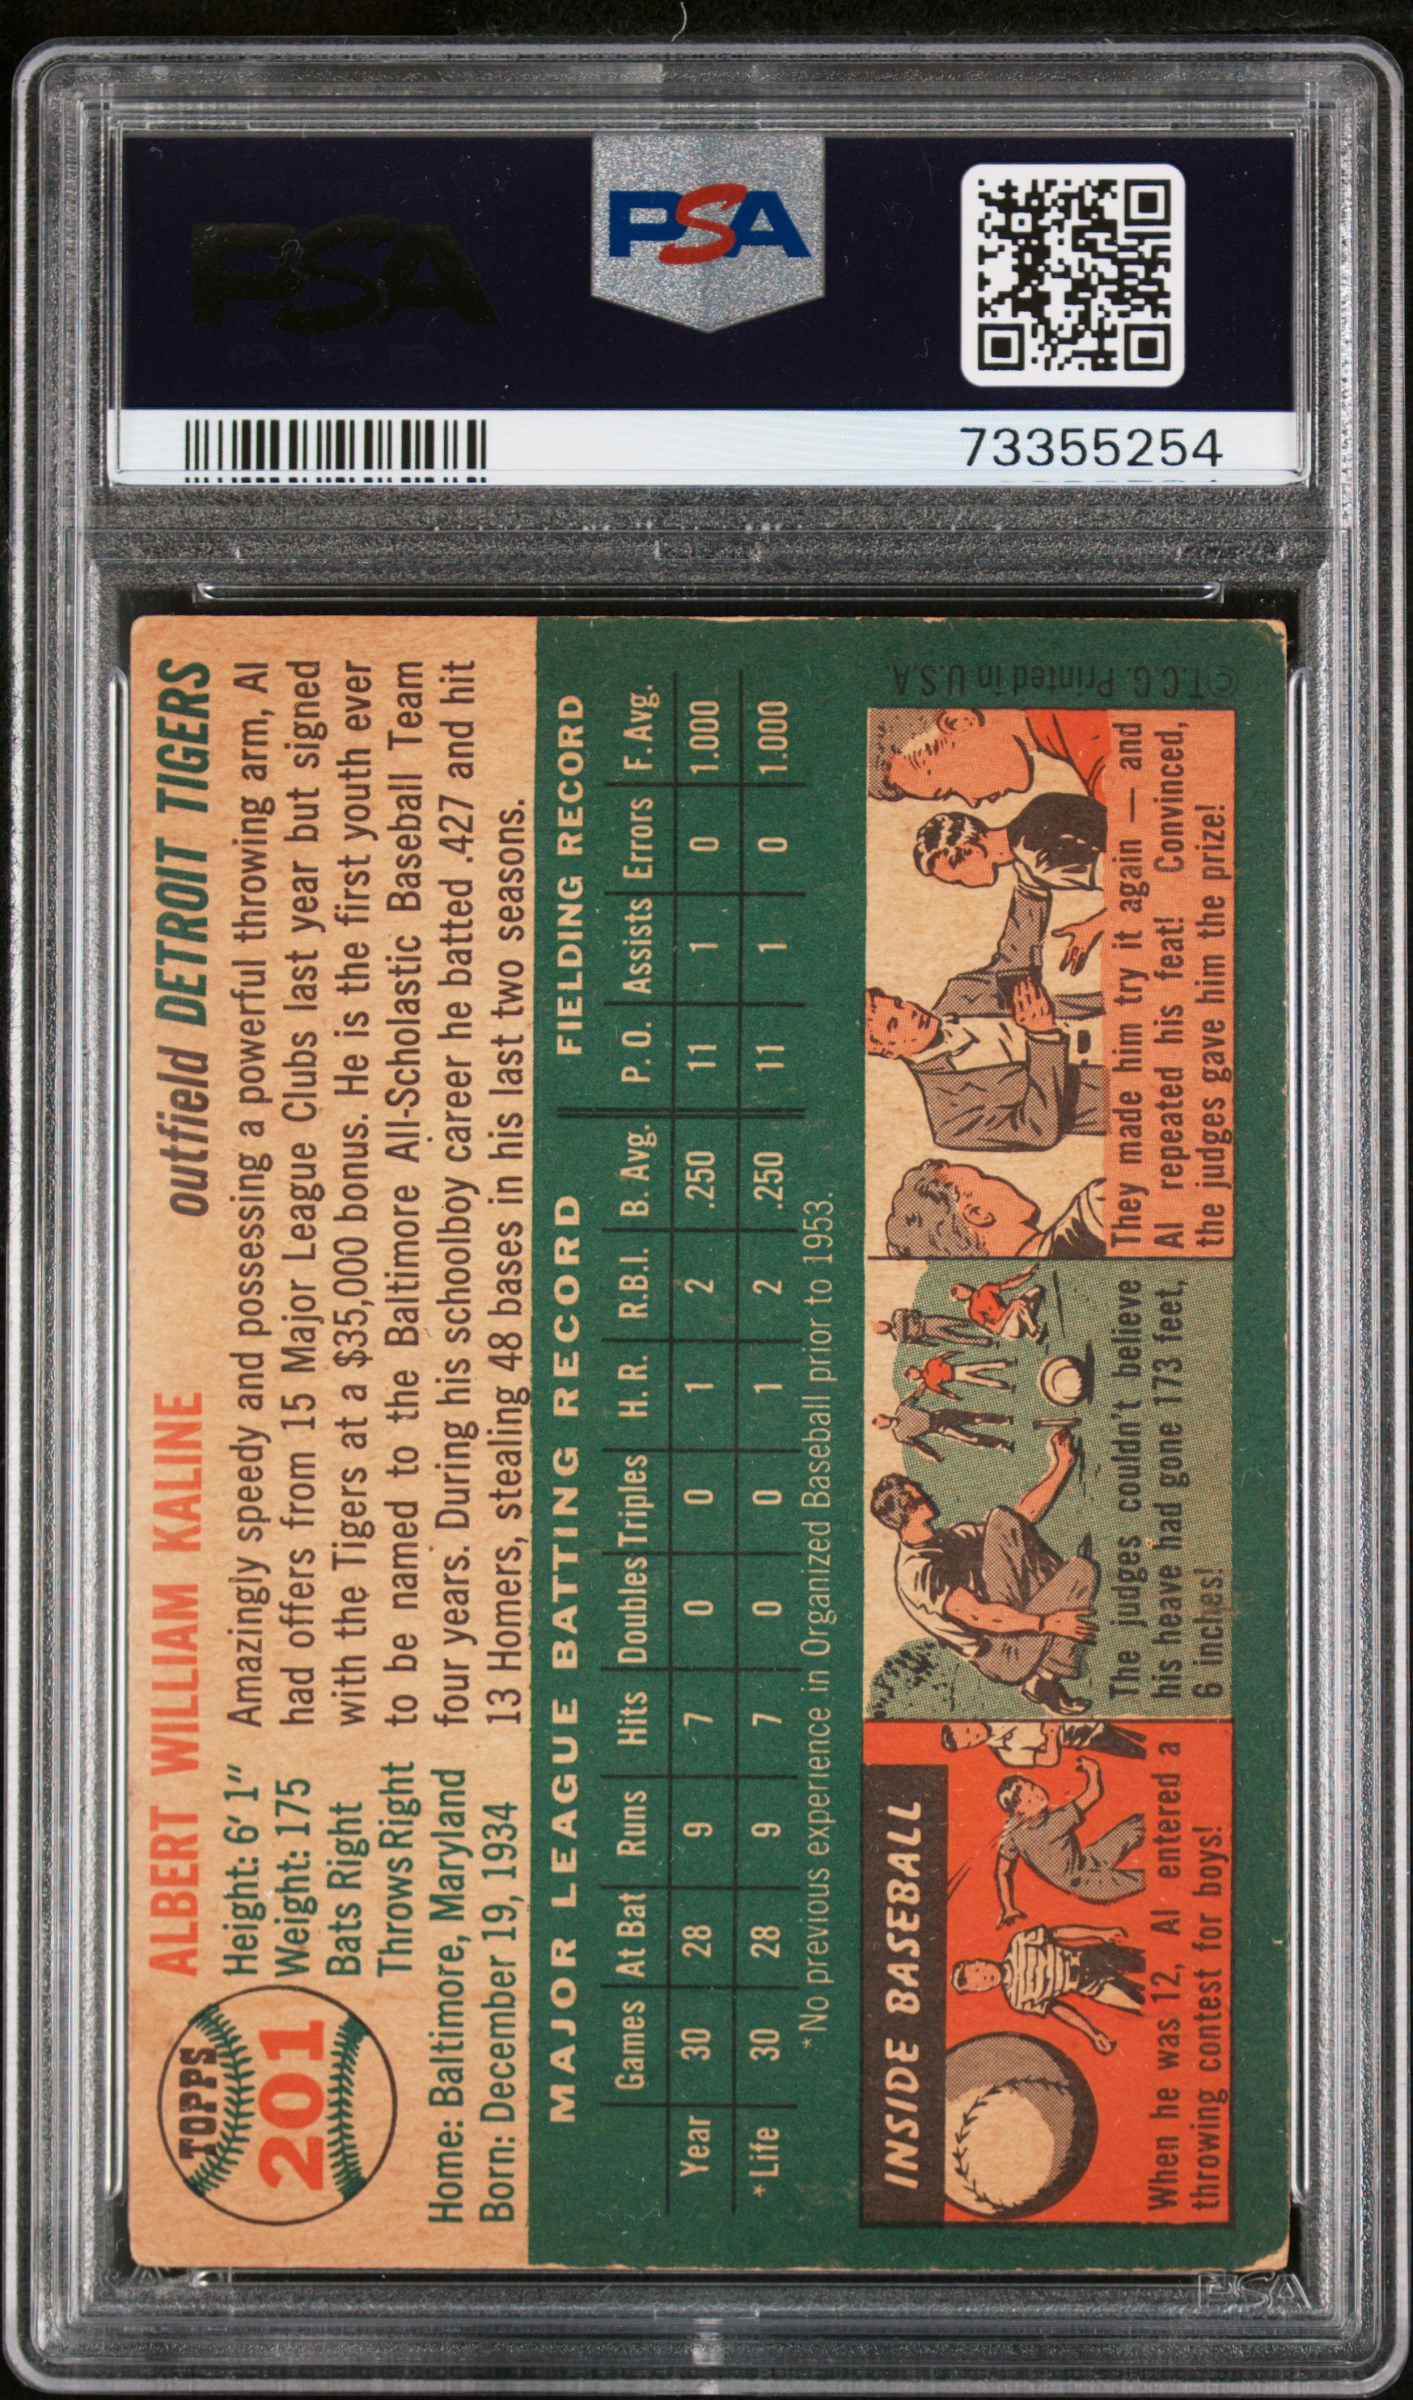 PSA
PSA
73355254
TOPPS
201
ALBERT WILLIAM KALINE
outfield DETROIT TIGERS
Height: 6' 1"
Weight: 175
Bats Right
Throws Right
Home: Baltimore, Maryland
Born: December 19, 1934
Amazingly speedy and possessing a powerful throwing arm, Al
had offers from 15 Major League Clubs last year but signed
with the Tigers at a $35,000 bonus. He is the first youth ever
to be named to the Baltimore All-Scholastic Baseball Team
four years. During his schoolboy career he batted .427 and hit
13 Homers, stealing 48 bases in his last two seasons.
MAJOR LEAGUE BATTING RECORD FIELDING RECORD
Games At Bat Runs Hits Doubles Triples H. R. R.B.I. B. Avg. P. O. Assists Errors F. Avg.
Year 30 28 9 7 0 0 1 2 .250 11 1 0 1.000
*Life 30 28 9 7 0 0 1 2 .250 11 1 0 1.000
*No previous experience in Organized Baseball prior to 1953.
INSIDE BASEBALL
When he was 12, Al entered a
throwing contest for boys!
The judges couldn't believe
his heave had gone 173 feet,
6 inches!
They made him try it again — and
Al repeated his feat! Convinced,
the judges gave him the prize!
©T.C.G. Printed in U.S.A.
PSA